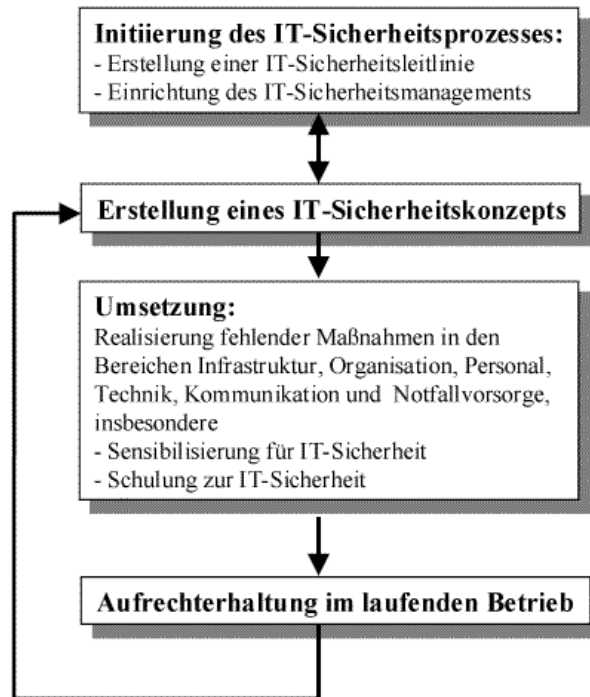 Initiierung des IT-Sicherheitsprozesses:
- Erstellung einer IT-Sicherheitsleitlinie
- Einrichtung des IT-Sicherheitsmanagements
Erstellung eines IT-Sicherheitskonzepts
Umsetzung:
Realisierung fehlender Maßnahmen in den
Bereichen Infrastruktur, Organisation, Personal,
Technik, Kommunikation und Notfallvorsorge,
insbesondere
- Sensibilisierung für IT-Sicherheit
- Schulung zur IT-Sicherheit
Aufrechterhaltung im laufenden Betrieb